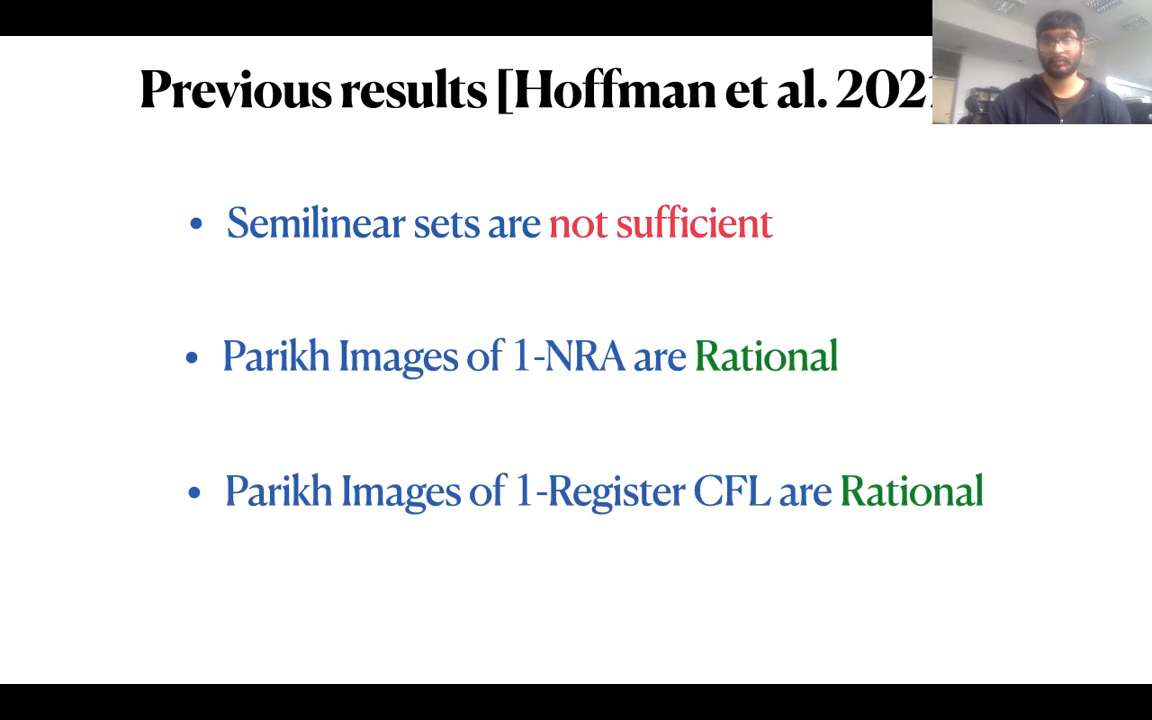 Previous results [Hoffman et al. 202
• Semilinear sets are not sufficient
• Parikh Images of 1-NRA are Rational
• Parikh Images of 1-Register CFL are Rational